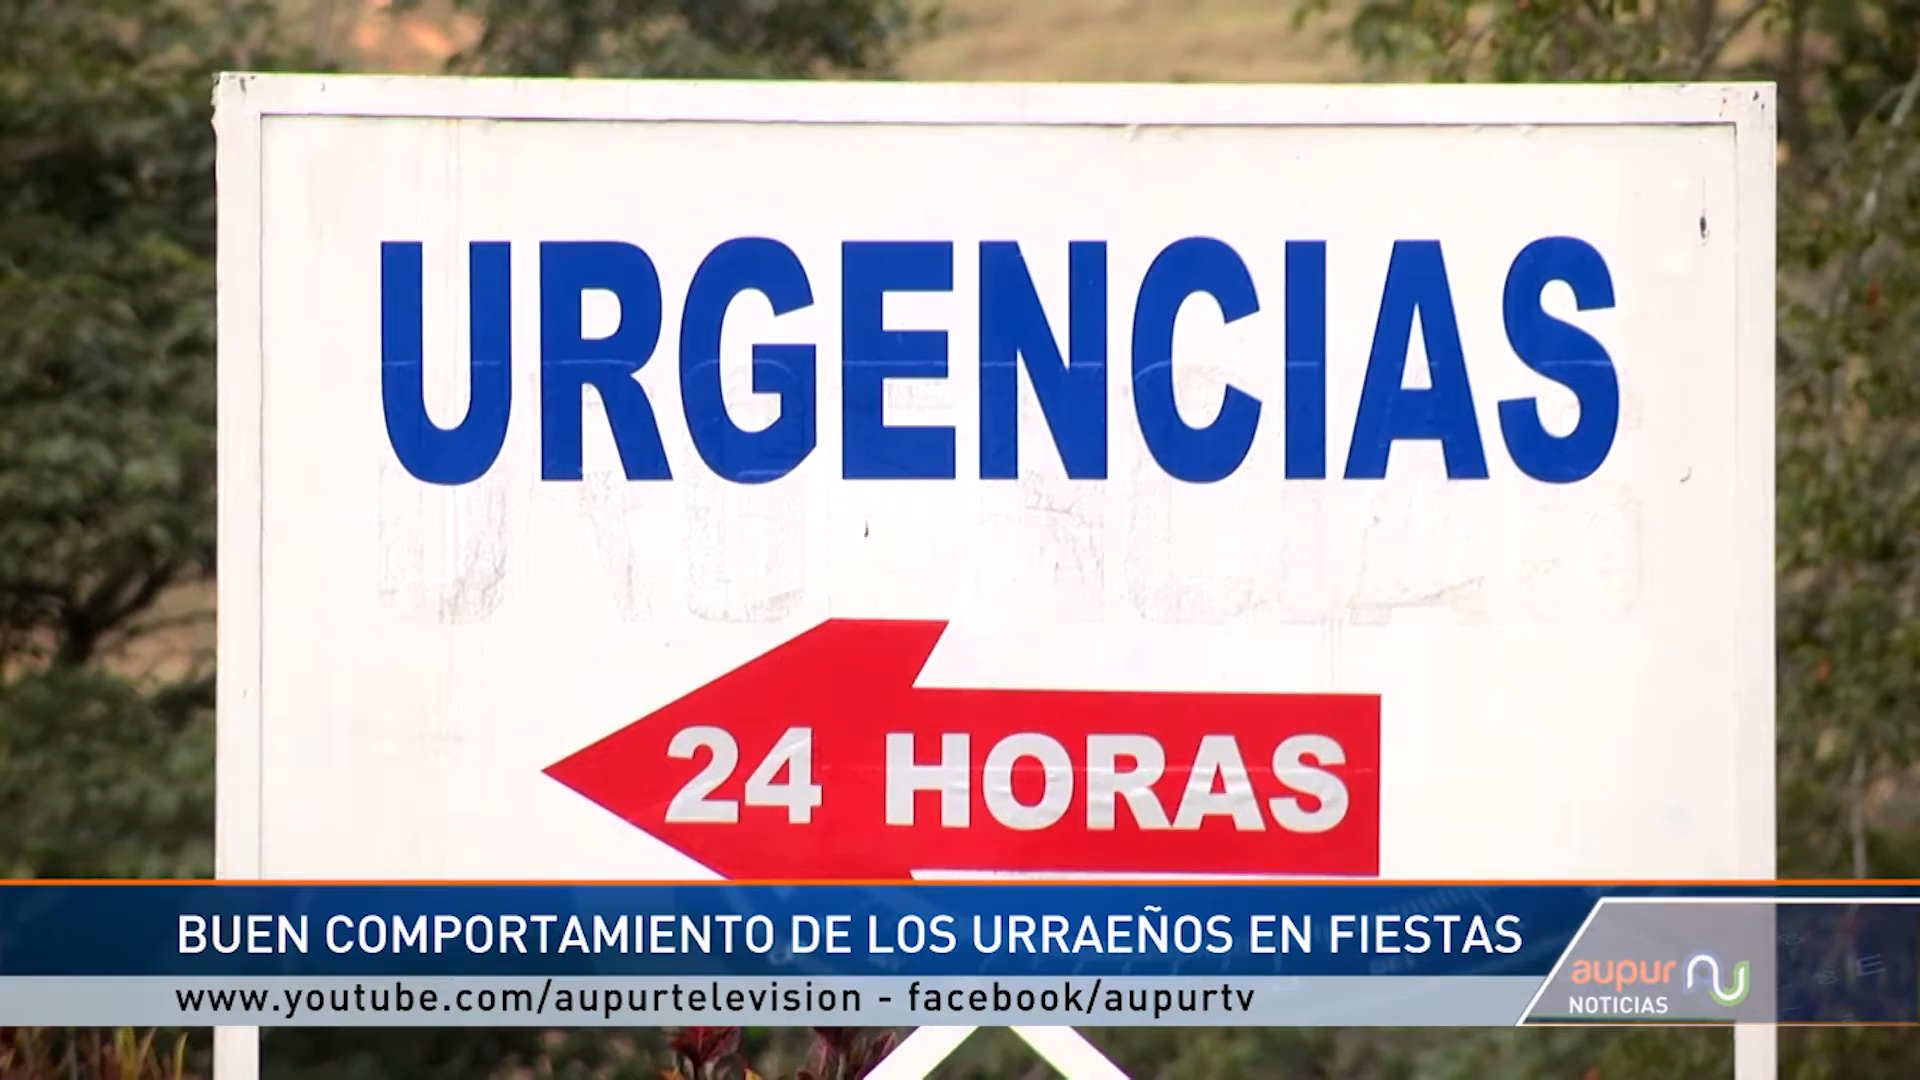 URGENCIAS
24 HORAS
BUEN COMPORTAMIENTO DE LOS URRAEÑOS EN FIESTAS
www.youtube.com/aupurtelevision - facebook/aupurtv
aupur
NOTICIAS